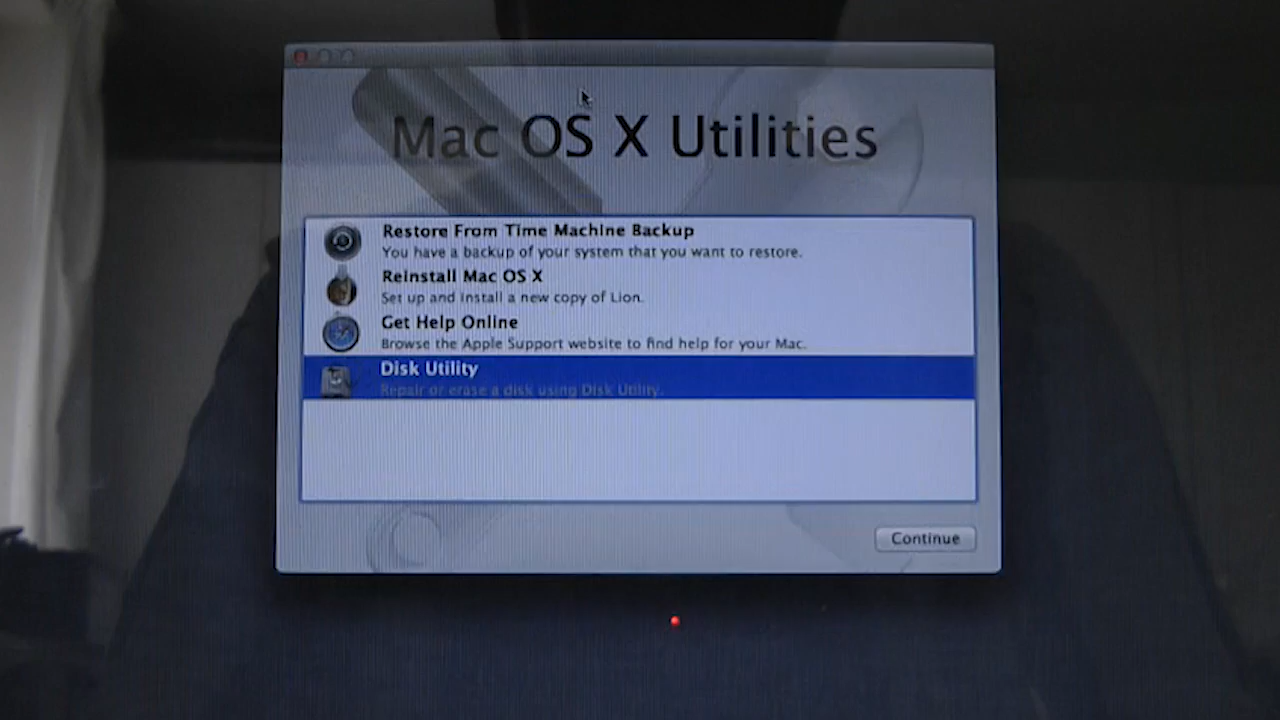 Mac OS X Utilities
Restore From Time Machine Backup
You have a backup of your system that you want to restore.
Reinstall Mac OS X
Set up and install a new copy of Lion.
Get Help Online
Browse the Apple Support website to find help for your Mac.
Disk Utility
Repair or erase a disk using Disk Utility.
Continue